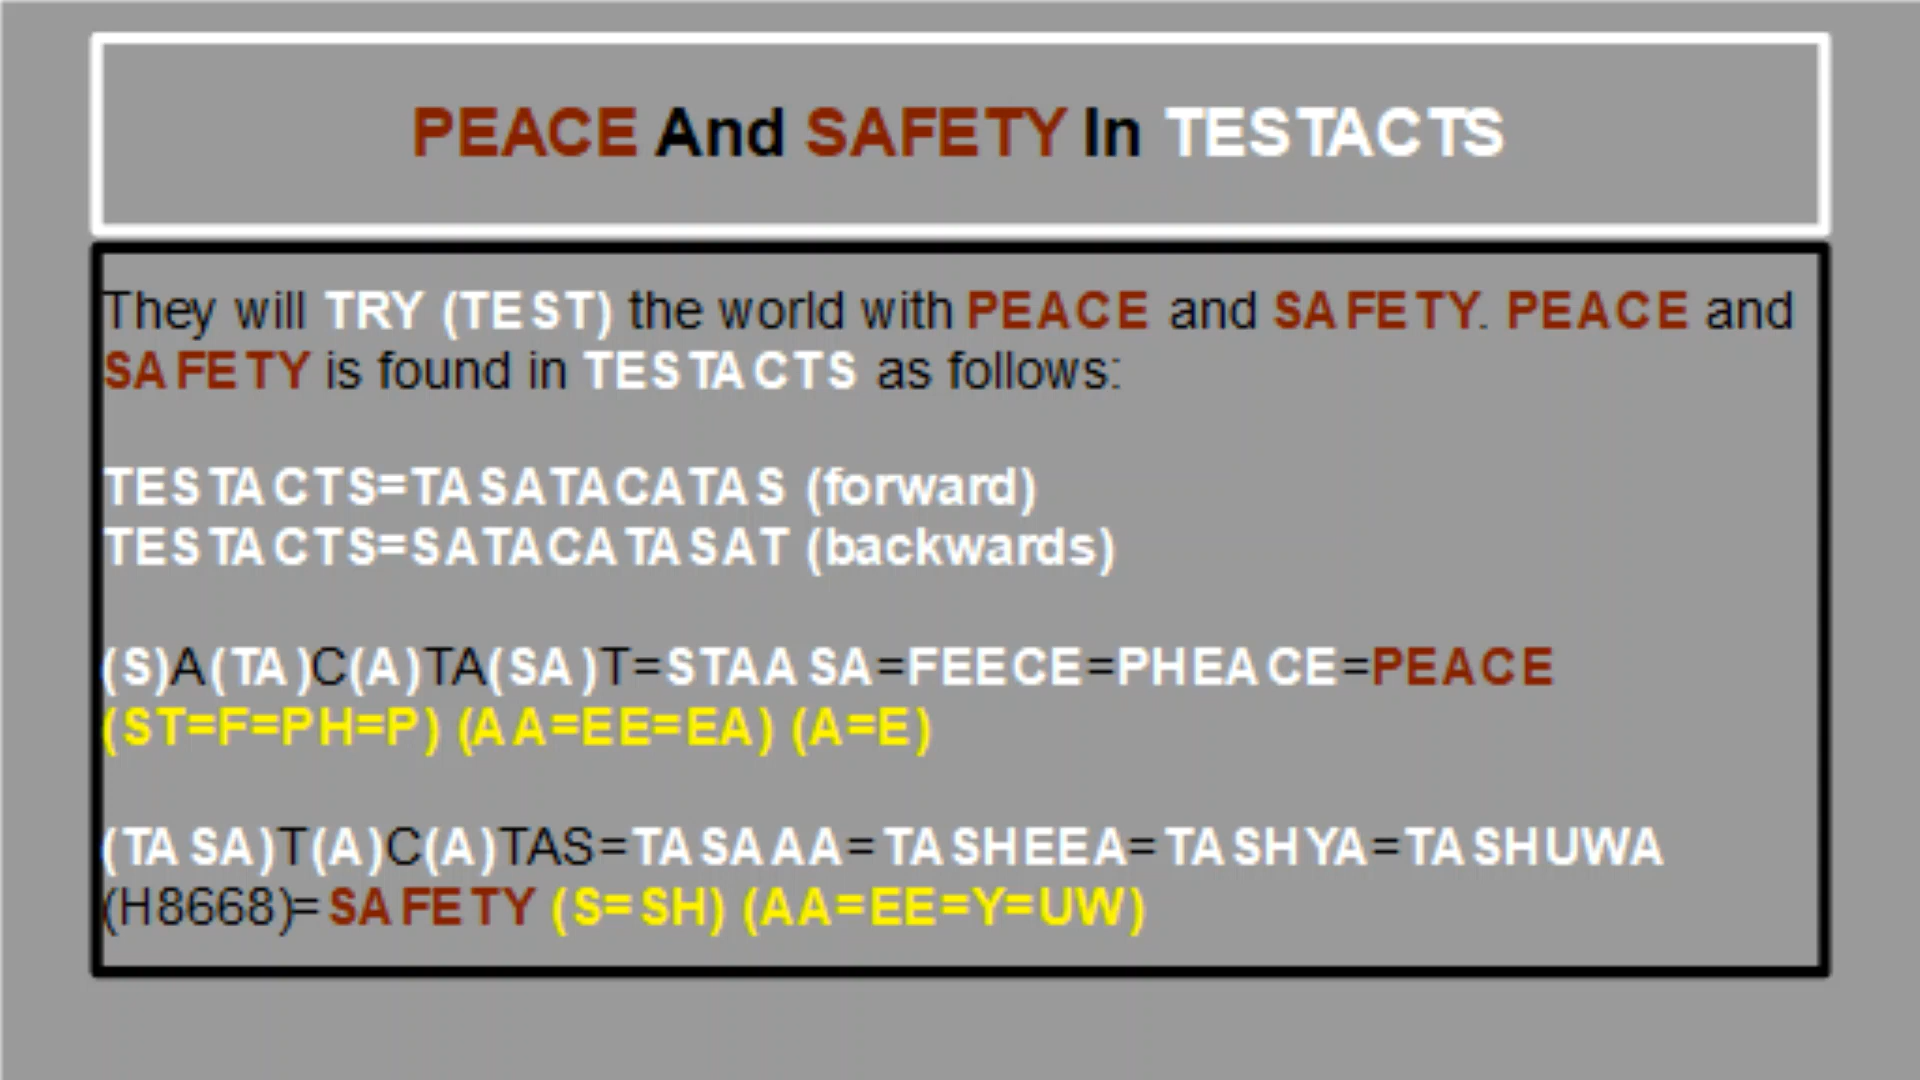 PEACE And SAFETY In TESTACTS
They will TRY (TEST) the world with PEACE and SAFETY. PEACE and
SAFETY is found in TESTACTS as follows:
TESTACTS=TASATACATAS (forward)
TESTACTS=SATACATASAT (backwards)
(S)A(TA)C(A)TA(SA)T=STAASA=FEECE=PHEACE=PEACE
(ST=F=PH=P) (AA=EE=EA) (A=E)
(TASA)T(A)C(A)TAS=TASAAA=TASHEEA=TASHYA=TASHUWA
(H8668)=SAFETY (S=SH) (AA=EE=Y=UW)